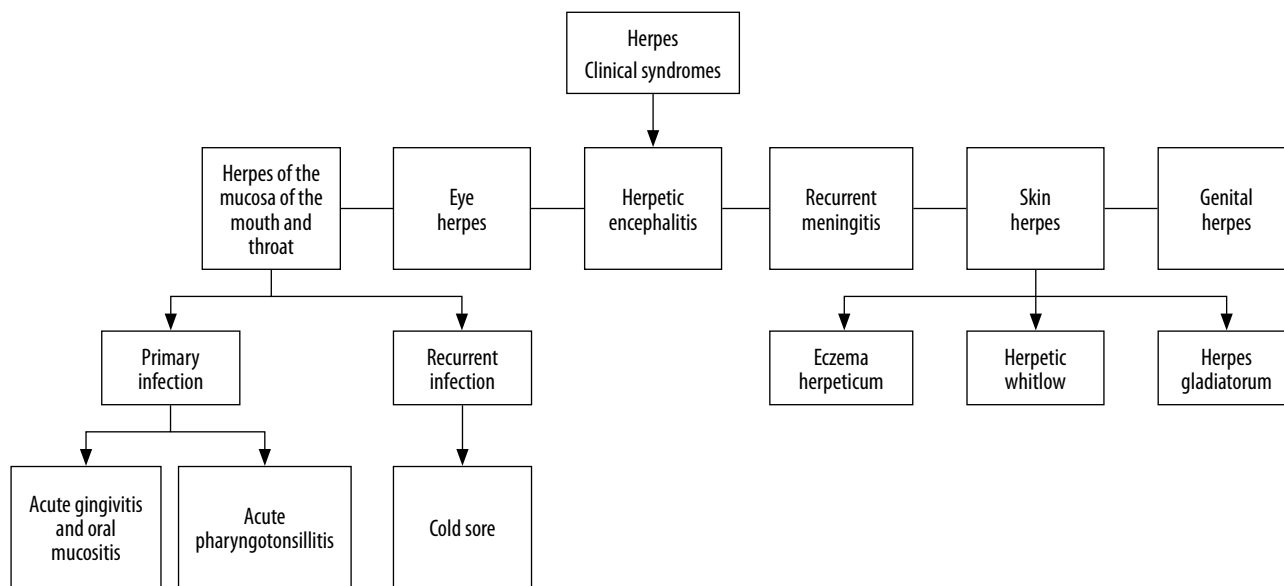 Herpes
Clinical syndromes
Herpes of the
mucosa of the
mouth and
throat
Eye
herpes
Herpetic
encephalitis
Recurrent
meningitis
Skin
herpes
Genital
herpes
Primary
infection
Recurrent
infection
Eczema
herpeticum
Herpetic
whitlow
Herpes
gladiatorum
Acute gingivitis
and oral
mucositis
Acute
pharyngotonsillitis
Cold sore